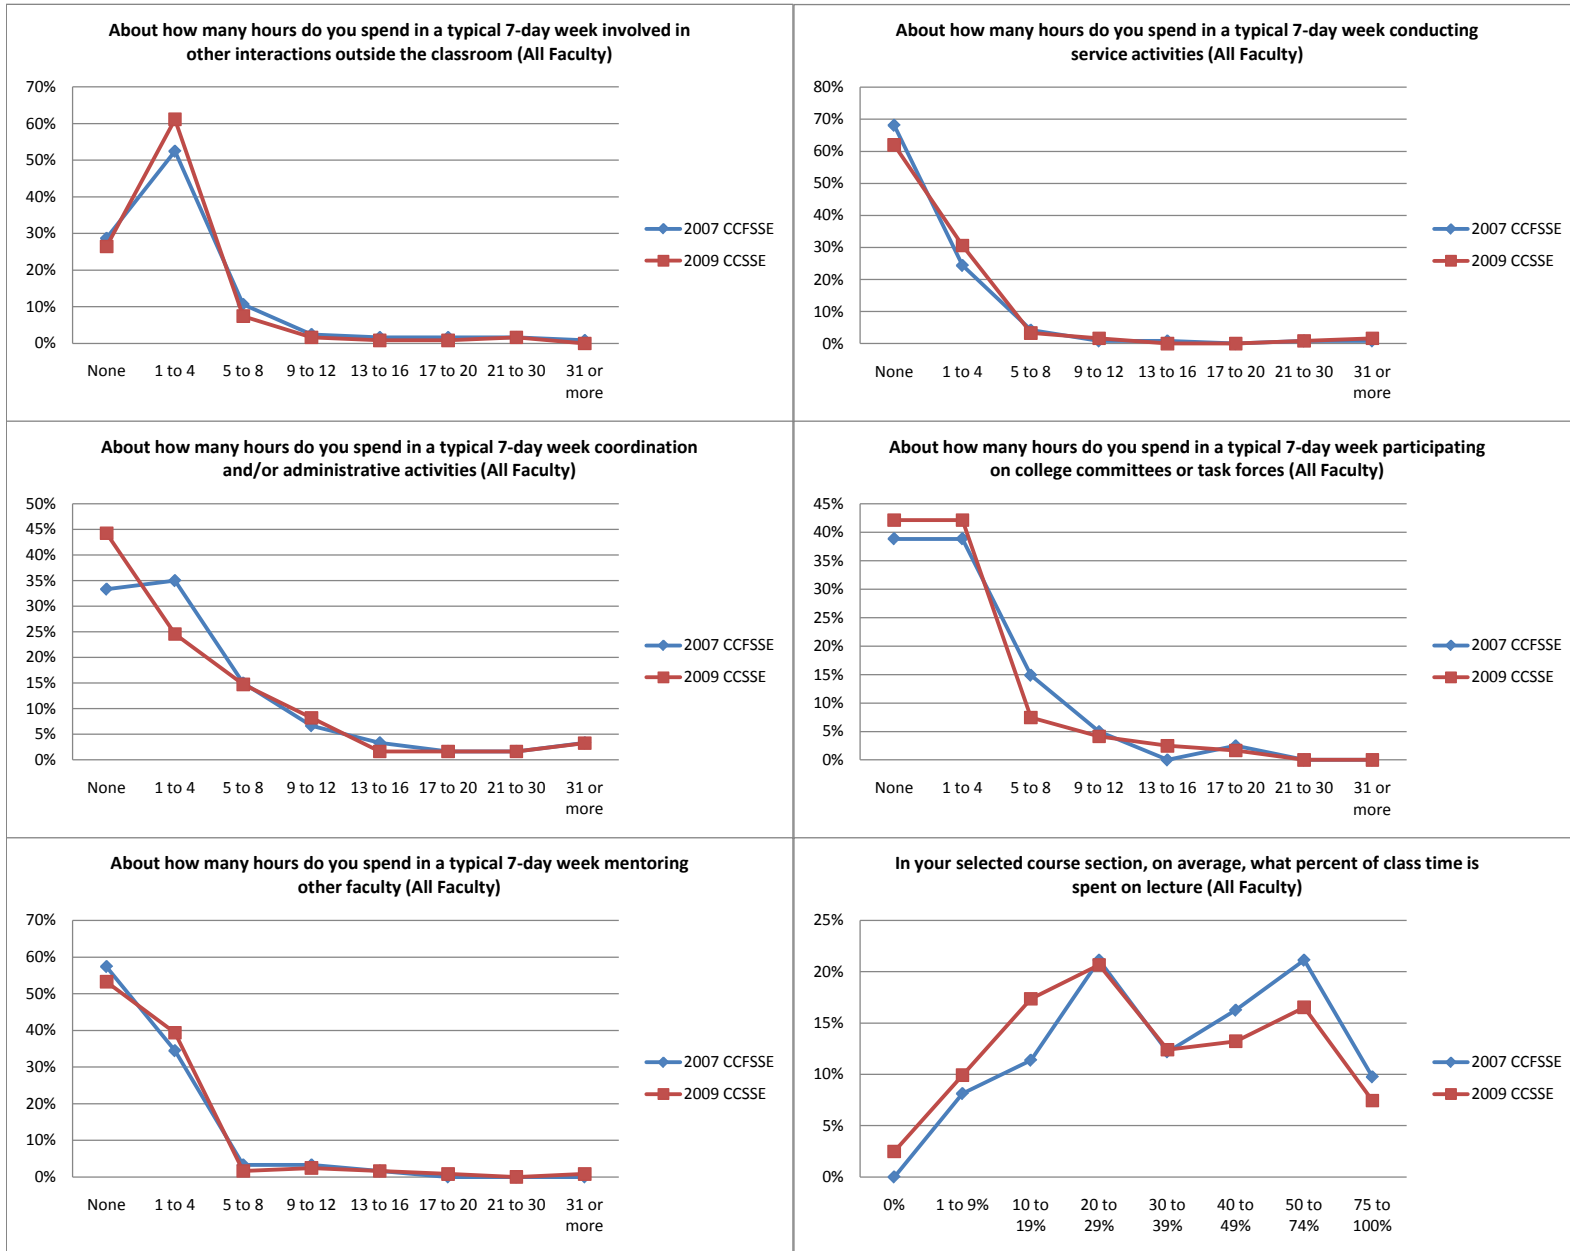 About how many hours do you spend in a typical 7-day week involved in
other interactions outside the classroom (All Faculty)
70%
60%
50%
40%
30%
20%
10%
0%
None 1 to 4 5 to 8 9 to 12 13 to 16 17 to 20 21 to 30 31 or
more
2007 CCFSSE
2009 CCSSE
About how many hours do you spend in a typical 7-day week conducting
service activities (All Faculty)
80%
70%
60%
50%
40%
30%
20%
10%
0%
None 1 to 4 5 to 8 9 to 12 13 to 16 17 to 20 21 to 30 31 or
more
2007 CCFSSE
2009 CCSSE
About how many hours do you spend in a typical 7-day week coordination
and/or administrative activities (All Faculty)
50%
45%
40%
35%
30%
25%
20%
15%
10%
5%
0%
None 1 to 4 5 to 8 9 to 12 13 to 16 17 to 20 21 to 30 31 or
more
2007 CCFSSE
2009 CCSSE
About how many hours do you spend in a typical 7-day week participating
on college committees or task forces (All Faculty)
45%
40%
35%
30%
25%
20%
15%
10%
5%
0%
None 1 to 4 5 to 8 9 to 12 13 to 16 17 to 20 21 to 30 31 or
more
2007 CCFSSE
2009 CCSSE
About how many hours do you spend in a typical 7-day week mentoring
other faculty (All Faculty)
70%
60%
50%
40%
30%
20%
10%
0%
None 1 to 4 5 to 8 9 to 12 13 to 16 17 to 20 21 to 30 31 or
more
2007 CCFSSE
2009 CCSSE
In your selected course section, on average, what percent of class time is
spent on lecture (All Faculty)
25%
20%
15%
10%
5%
0%
0% 1 to 9% 10 to 20 to 30 to 40 to 50 to 75 to
19% 29% 39% 49% 74% 100%
2007 CCFSSE
2009 CCSSE